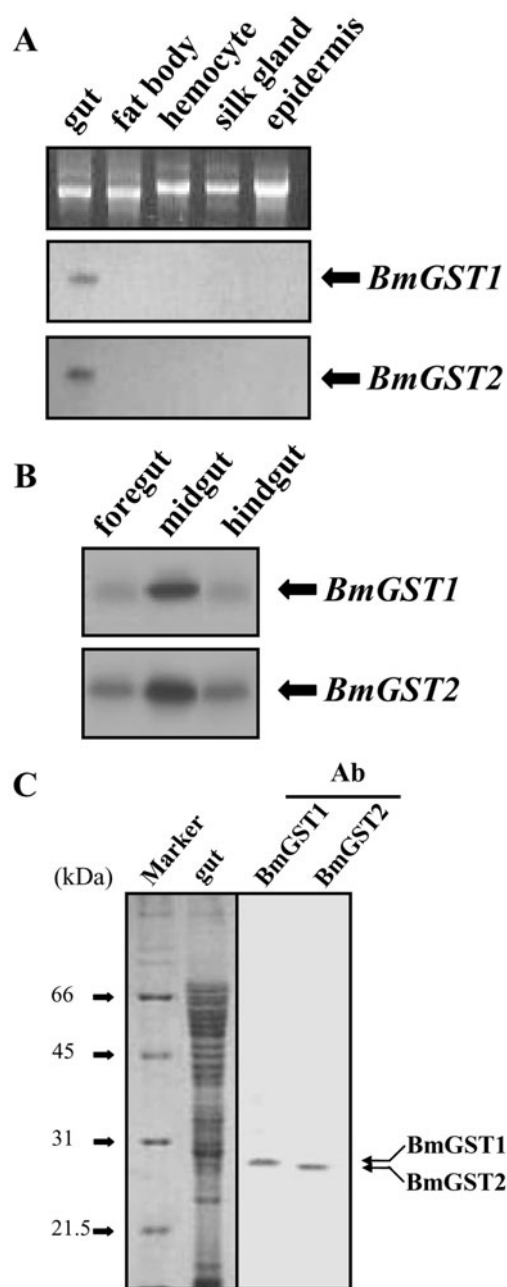 A
gut fat body hemocyte silk gland epidermis
BmGST1
BmGST2
B
foregut midgut hindgut
BmGST1
BmGST2
C
Ab
(kDa) Marker gut BmGST1 BmGST2
66
45
31
21.5
BmGST1
BmGST2